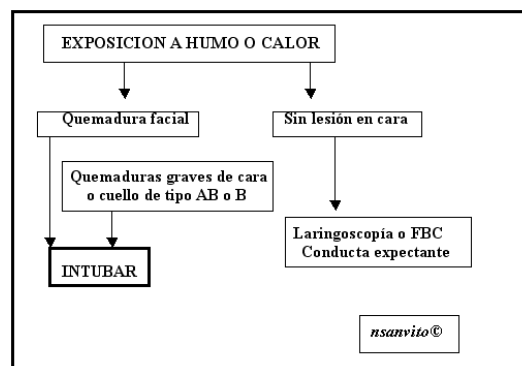 EXPOSICION A HUMO O CALOR
Quemadura facial
Sin lesión en cara
Quemaduras graves de cara
o cuello de tipo AB o B
Laringoscopía o FBC
Conducta expectante
INTUBAR
nsanvito©